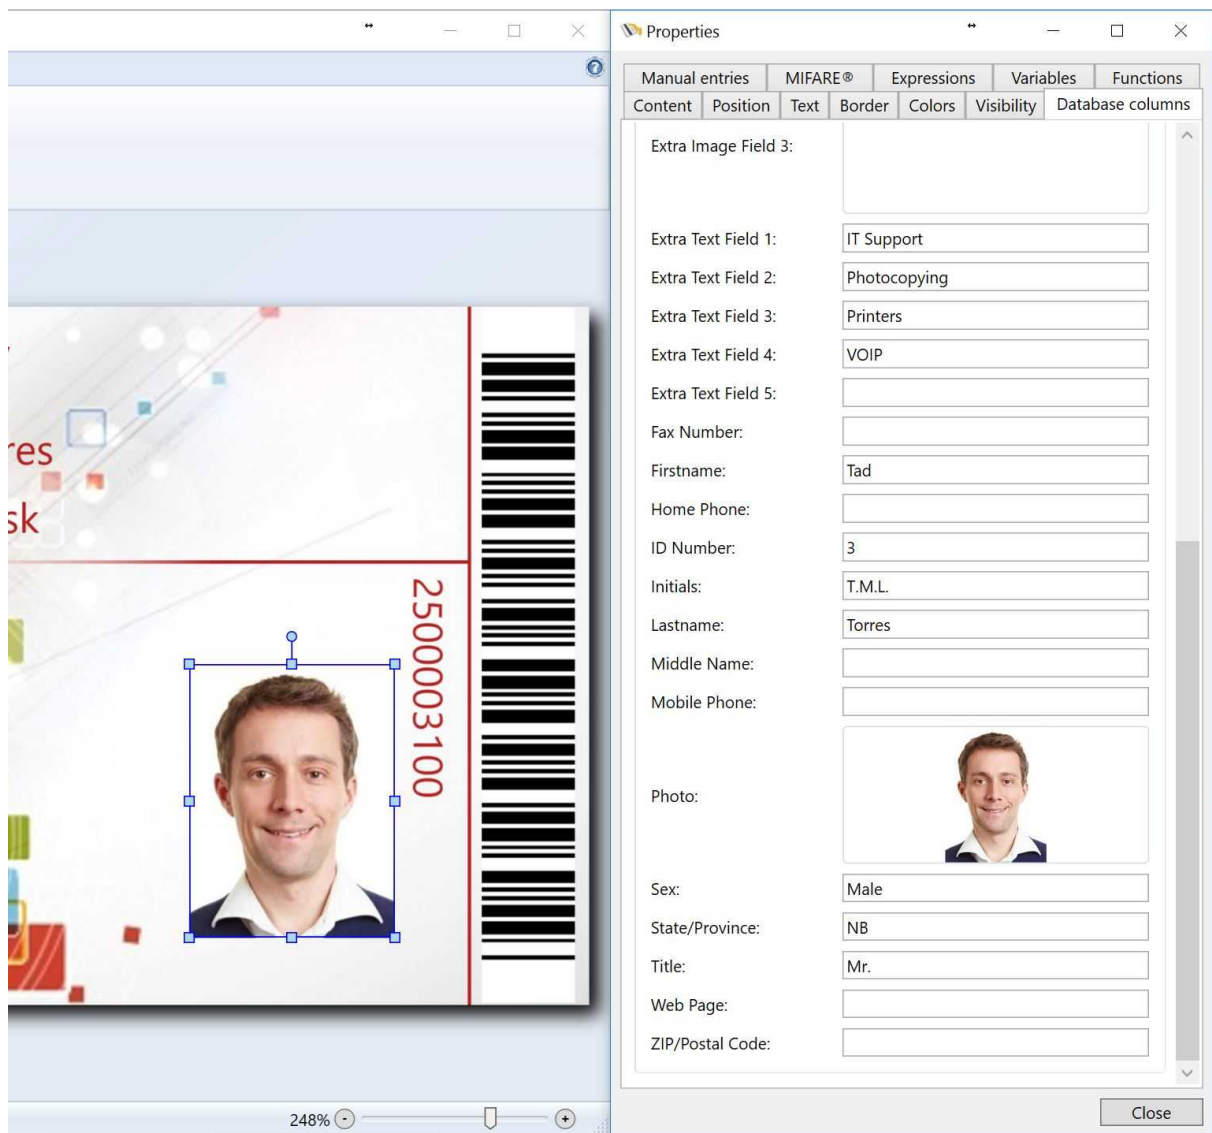 Properties
Manual entries MIFARE® Expressions Variables Functions
Content Position Text Border Colors Visibility Database columns
Extra Image Field 3:
Extra Text Field 1: IT Support
Extra Text Field 2: Photocopying
Extra Text Field 3: Printers
Extra Text Field 4: VOIP
Extra Text Field 5:
Fax Number:
Firstname: Tad
Home Phone:
ID Number: 3
Initials: T.M.L.
Lastname: Torres
Middle Name:
Mobile Phone:
Photo:
Sex: Male
State/Province: NB
Title: Mr.
Web Page:
ZIP/Postal Code:
Close
res
sk
2500003100
248%